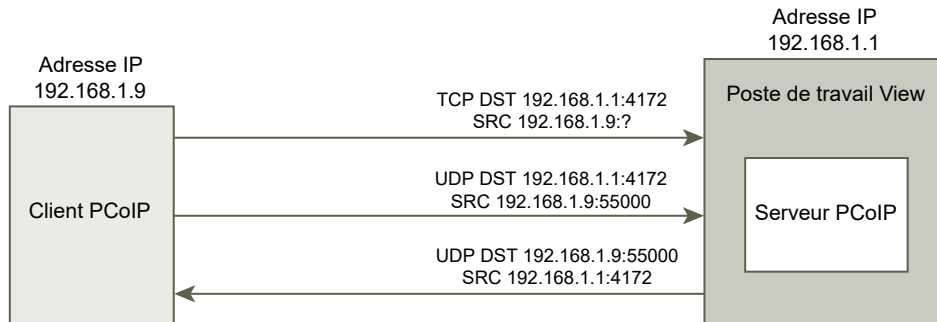 Adresse IP
192.168.1.1
Adresse IP
192.168.1.9
TCP DST 192.168.1.1:4172
SRC 192.168.1.9:?
Poste de travail View
UDP DST 192.168.1.1:4172
SRC 192.168.1.9:55000
Client PCoIP
Serveur PCoIP
UDP DST 192.168.1.9:55000
SRC 192.168.1.1:4172